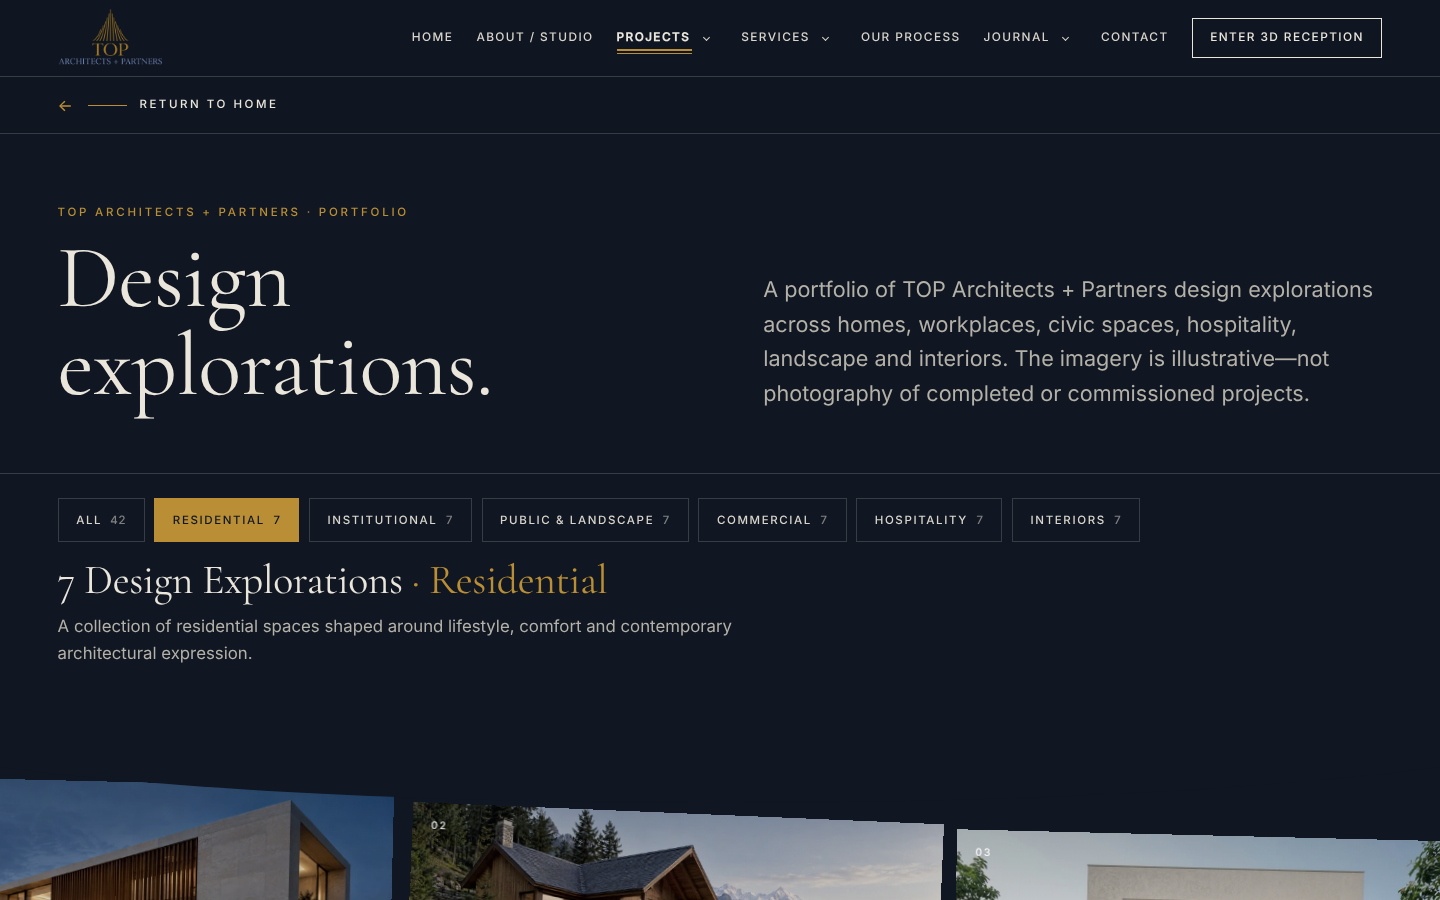 TOP
ARCHITECTS + PARTNERS
HOME
ABOUT / STUDIO
PROJECTS
SERVICES
OUR PROCESS
JOURNAL
CONTACT
ENTER 3D RECEPTION
RETURN TO HOME
TOP ARCHITECTS + PARTNERS · PORTFOLIO
Design
explorations.
A portfolio of TOP Architects + Partners design explorations
across homes, workplaces, civic spaces, hospitality,
landscape and interiors. The imagery is illustrative—not
photography of completed or commissioned projects.
ALL 42
RESIDENTIAL 7
INSTITUTIONAL 7
PUBLIC & LANDSCAPE 7
COMMERCIAL 7
HOSPITALITY 7
INTERIORS 7
7 Design Explorations · Residential
A collection of residential spaces shaped around lifestyle, comfort and contemporary
architectural expression.
02
03